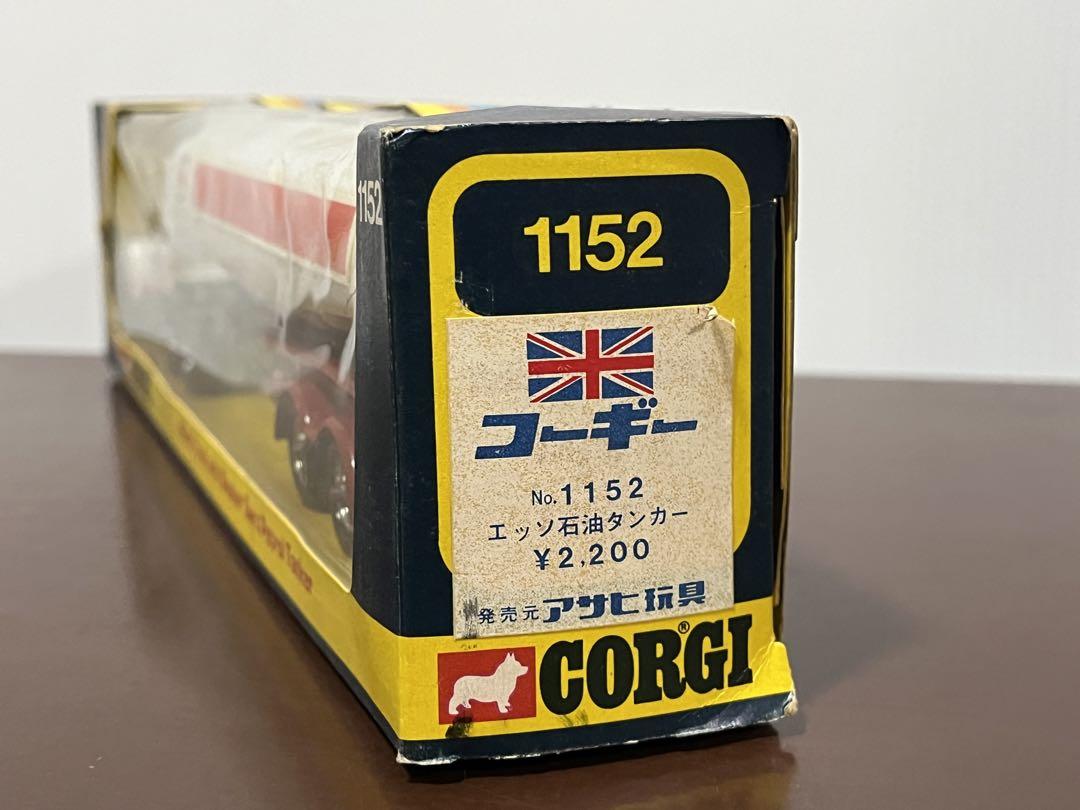 1152
1152
コーギー
No.1152
エッソ石油タンカー
¥2,200
発売元 アサヒ玩具
CORGI®